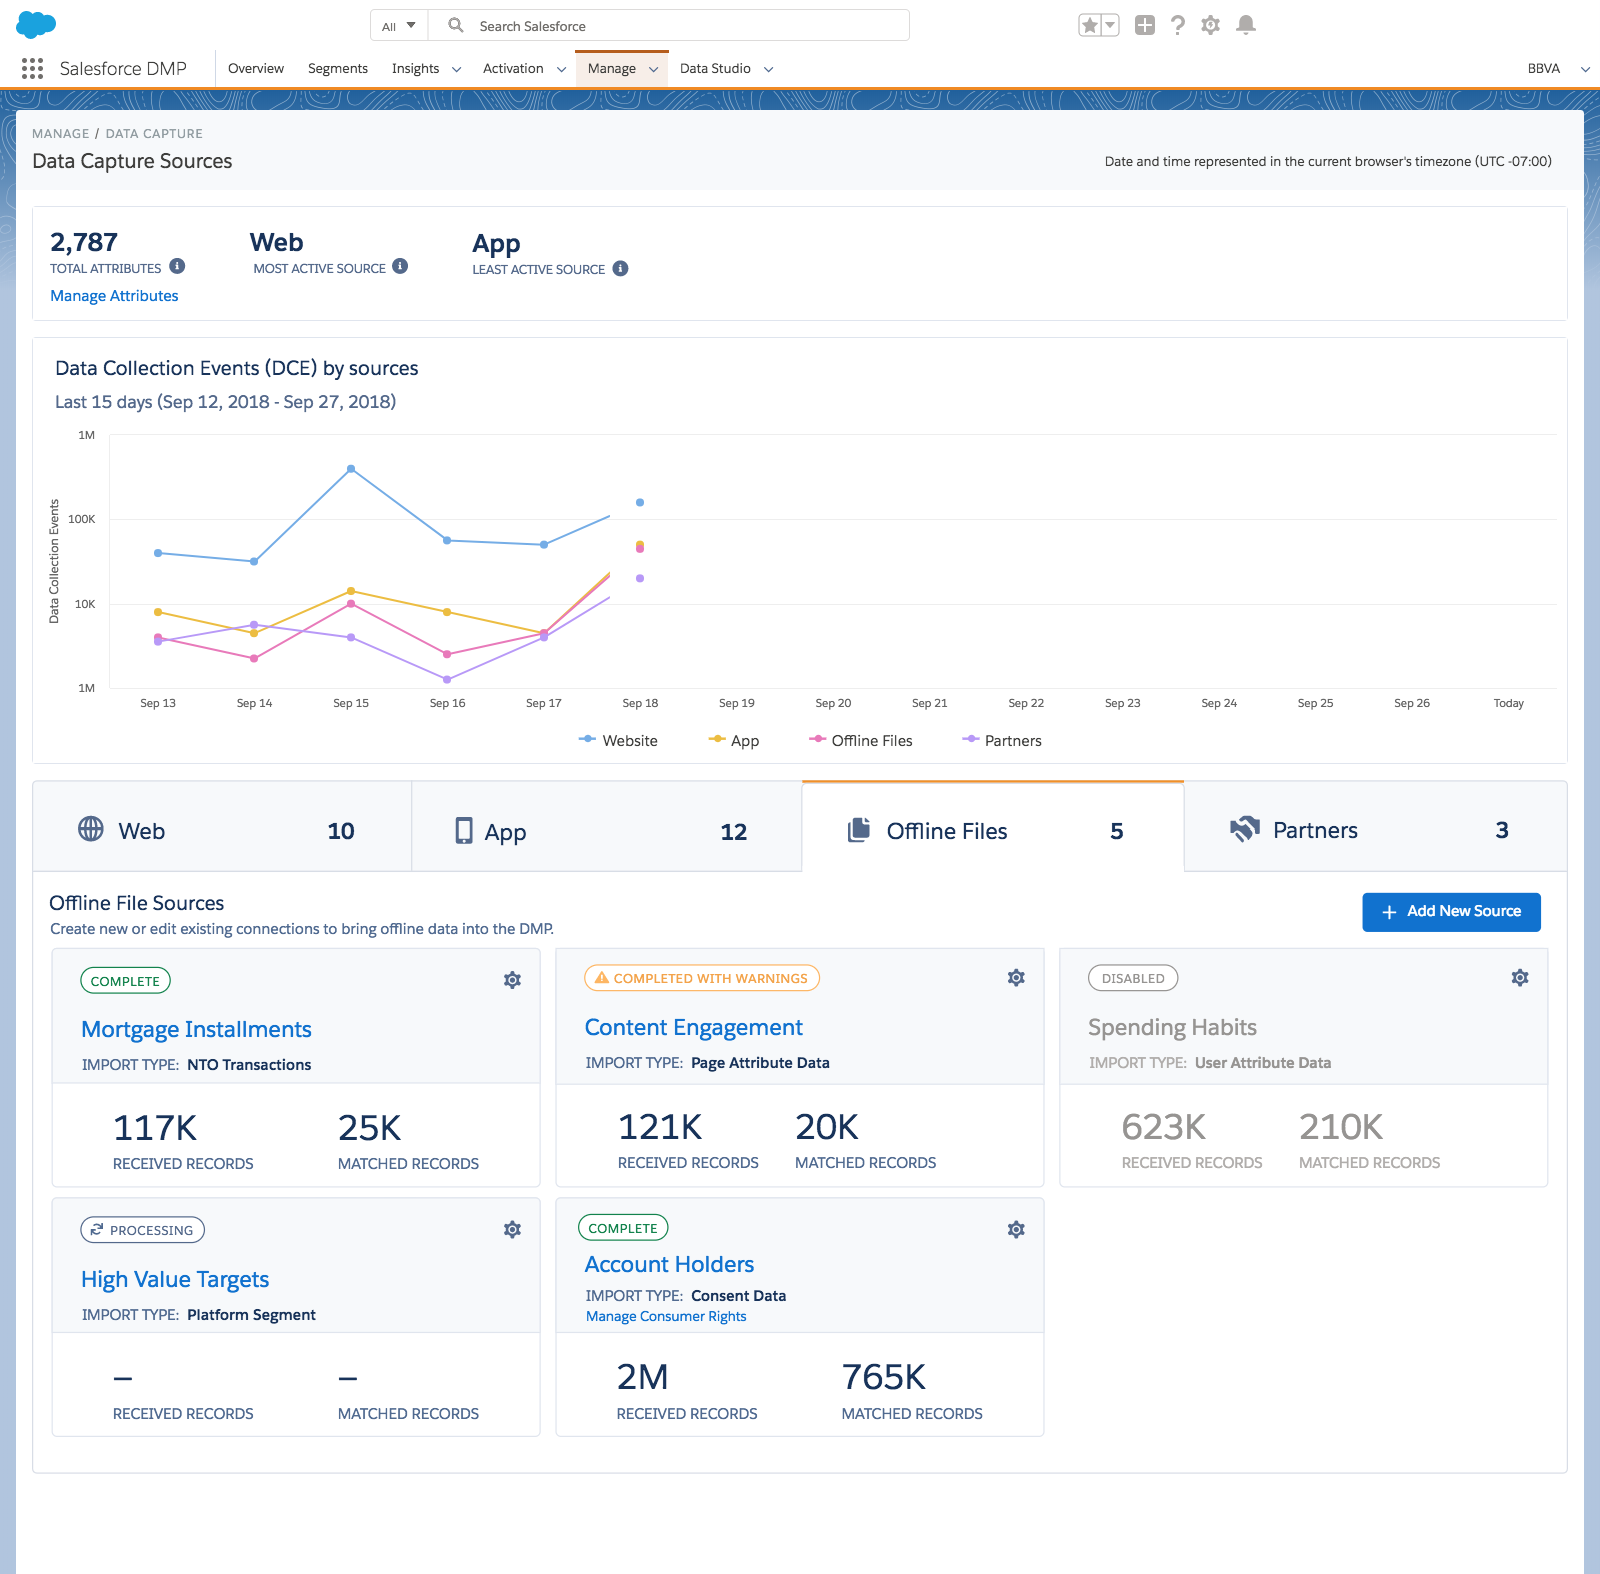 All
Search Salesforce
Salesforce DMP
Overview
Segments
Insights
Activation
Manage
Data Studio
BBVA
MANAGE / DATA CAPTURE
Data Capture Sources
Date and time represented in the current browser's timezone (UTC -07:00)
2,787
TOTAL ATTRIBUTES
Manage Attributes
Web
MOST ACTIVE SOURCE
App
LEAST ACTIVE SOURCE
Data Collection Events (DCE) by sources
Last 15 days (Sep 12, 2018 - Sep 27, 2018)
Data Collection Events
1M
100K
10K
1M
Sep 13 Sep 14 Sep 15 Sep 16 Sep 17 Sep 18 Sep 19 Sep 20 Sep 21 Sep 22 Sep 23 Sep 24 Sep 25 Sep 26 Today
Website App Offline Files Partners
Web 10
App 12
Offline Files 5
Partners 3
Offline File Sources
Create new or edit existing connections to bring offline data into the DMP.
+ Add New Source
COMPLETE
Mortgage Installments
IMPORT TYPE: NTO Transactions
117K 25K
RECEIVED RECORDS MATCHED RECORDS
COMPLETED WITH WARNINGS
Content Engagement
IMPORT TYPE: Page Attribute Data
121K 20K
RECEIVED RECORDS MATCHED RECORDS
DISABLED
Spending Habits
IMPORT TYPE: User Attribute Data
623K 210K
RECEIVED RECORDS MATCHED RECORDS
PROCESSING
High Value Targets
IMPORT TYPE: Platform Segment
– –
RECEIVED RECORDS MATCHED RECORDS
COMPLETE
Account Holders
IMPORT TYPE: Consent Data
Manage Consumer Rights
2M 765K
RECEIVED RECORDS MATCHED RECORDS